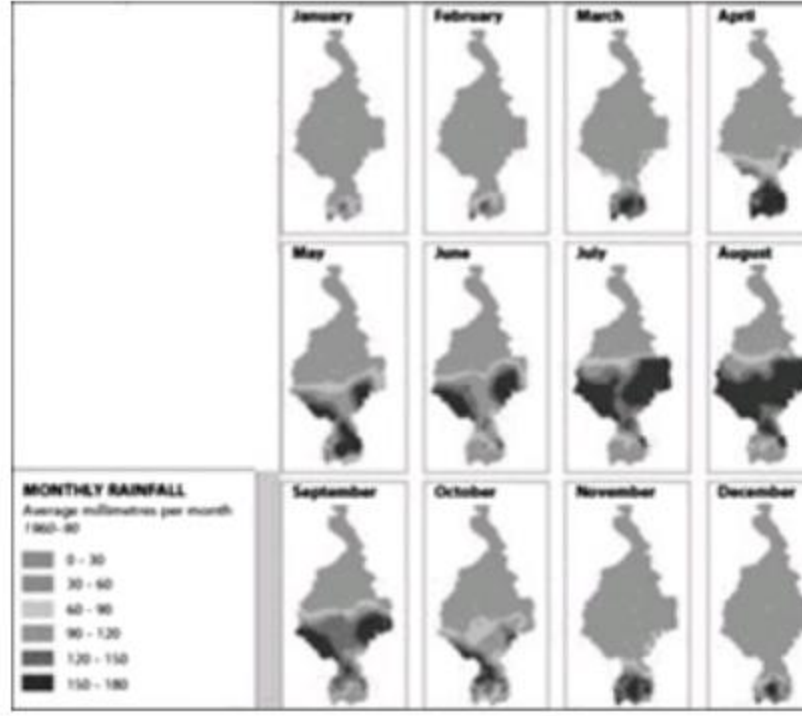 January
February
March
April
May
June
July
August
September
October
November
December
MONTHLY RAINFALL
Average millimetres per month
0 - 30
30 - 60
60 - 90
90 - 120
120 - 150
150 - 180